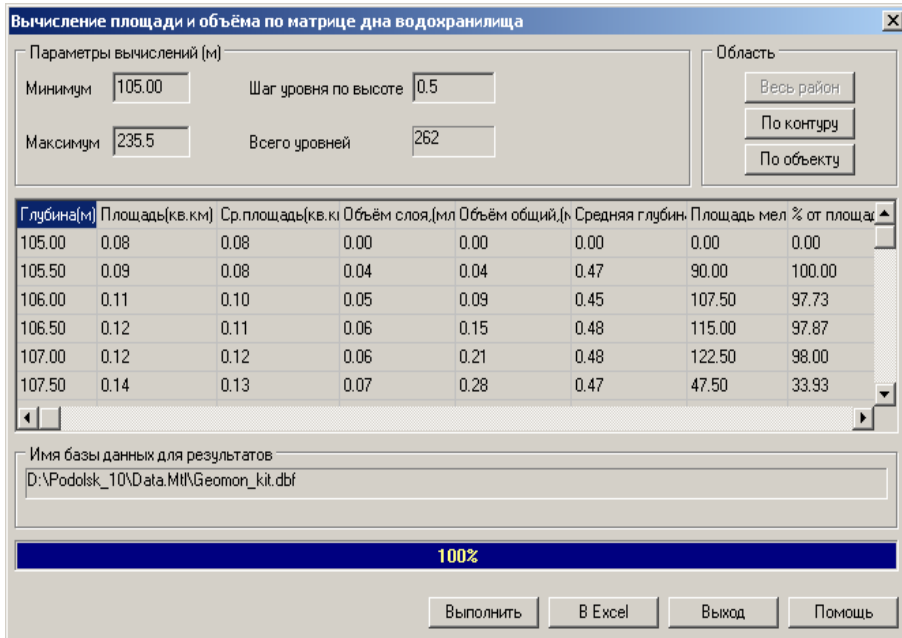 Вычисление площади и объёма по матрице дна водохранилища
Параметры вычислений (м) Область
Минимум 105.00 Шаг уровня по высоте 0.5 Весь район
Максимум 235.5 Всего уровней 262 По контуру
По объекту
Глубина(м) Площадь(кв.км) Ср.площадь(кв.к Объём слоя,(мл Объём общий,(м Средняя глубин Площадь мел % от площад
105.00 0.08 0.08 0.00 0.00 0.00 0.00 0.00
105.50 0.09 0.08 0.04 0.04 0.47 90.00 100.00
106.00 0.11 0.10 0.05 0.09 0.45 107.50 97.73
106.50 0.12 0.11 0.06 0.15 0.48 115.00 97.87
107.00 0.12 0.12 0.06 0.21 0.48 122.50 98.00
107.50 0.14 0.13 0.07 0.28 0.47 47.50 33.93
Имя базы данных для результатов
D:\Podolsk_10\Data.Mtl\Geomon_kit.dbf
100%
Выполнить В Excel Выход Помощь